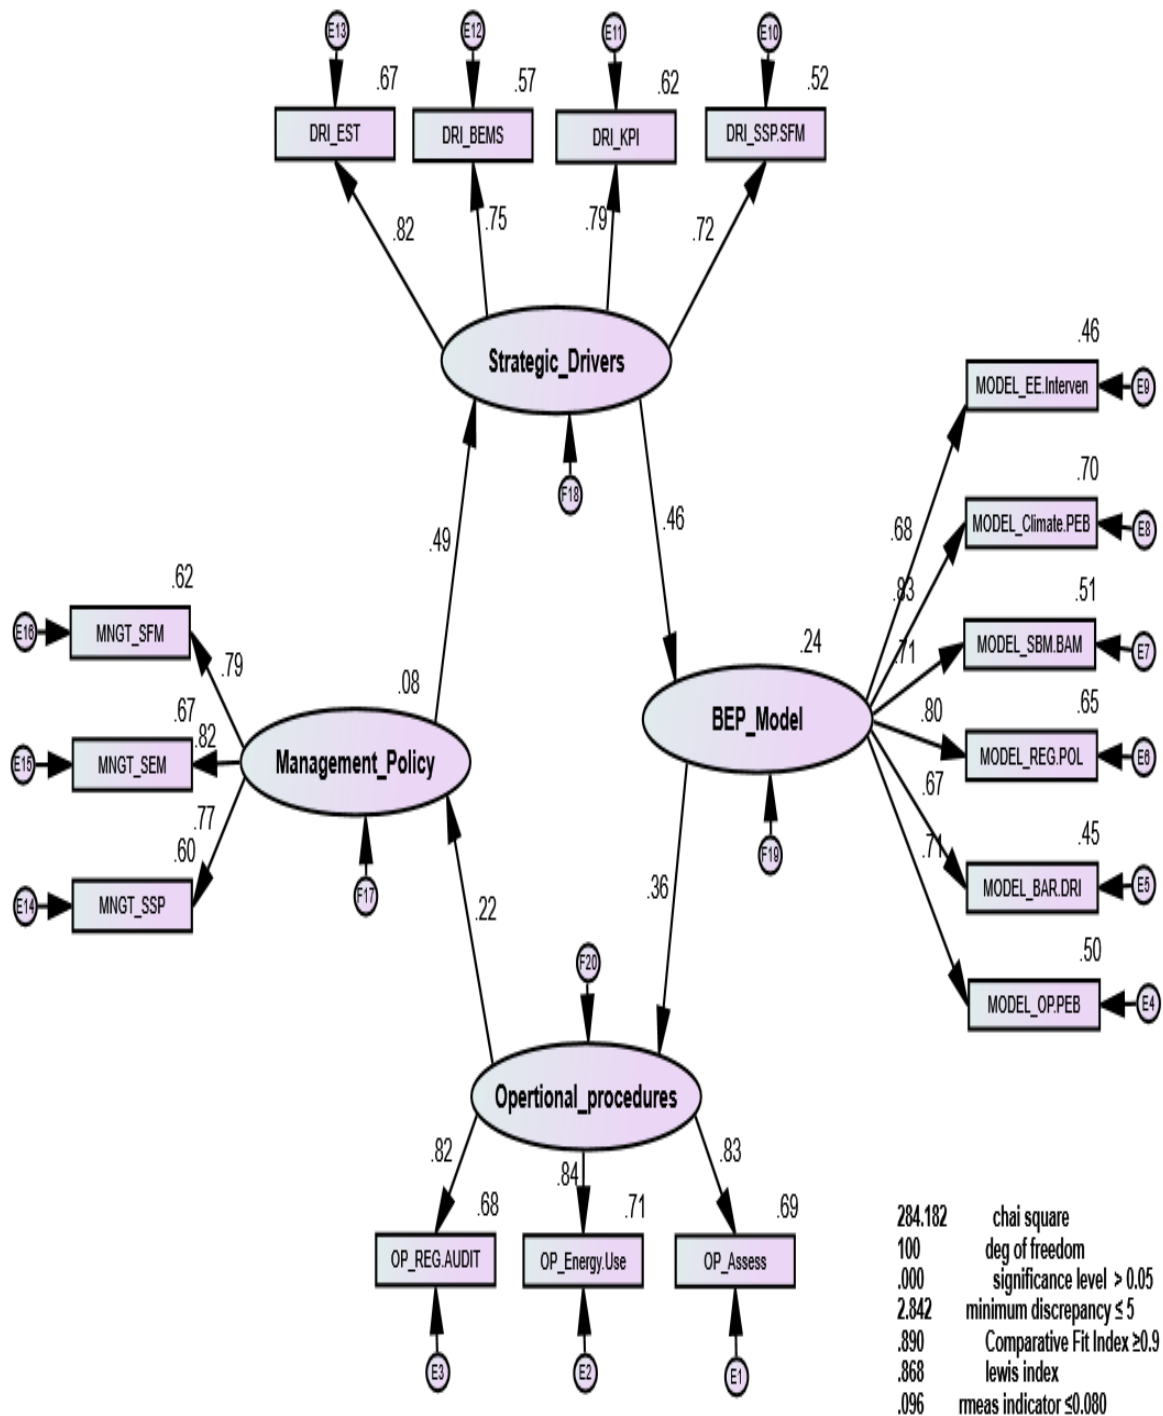 E13 E12 E11 E10
.67 .57 .62 .52
DRI_EST DRI_BEMS DRI_KPI DRI_SSP.SFM
.82 .75 .79 .72
Strategic_Drivers
F18
.46
MODEL_EE.Interven E9
.70
MODEL_Climate.PEB E8
.49 .46 .68
.83
.51
MODEL_SBM.BAM E7
.71
.62
E16 MNGT_SFM
.79
.08
.24
BEP_Model
.80
.65
MODEL_REG.POL E6
.67
.82
E15 MNGT_SEM
Management_Policy
.67
.77
.60
E14 MNGT_SSP
F17
F19
.45
MODEL_BAR.DRI E5
.71
.22 .36
F20
.50
MODEL_OP.PEB E4
Opertional_procedures
.82 .84 .83
.68 .71 .69
OP_REG.AUDIT OP_Energy.Use OP_Assess
E3 E2 E1
284.182 chai square
100 deg of freedom
.000 significance level > 0.05
2.842 minimum discrepancy ≤ 5
.890 Comparative Fit Index ≥0.9
.868 lewis index
.096 rmeas indicator ≤0.080